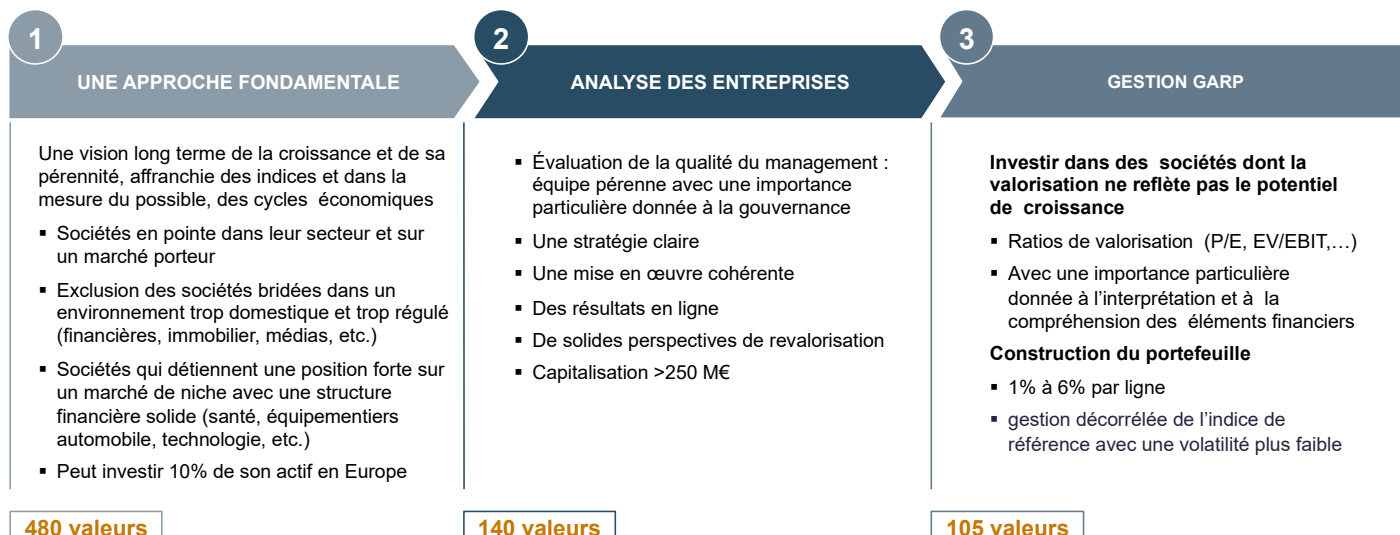 1
UNE APPROCHE FONDAMENTALE
Une vision long terme de la croissance et de sa
pérennité, affranchie des indices et dans la
mesure du possible, des cycles économiques
▪ Sociétés en pointe dans leur secteur et sur
un marché porteur
▪ Exclusion des sociétés bridées dans un
environnement trop domestique et trop régulé
(financières, immobilier, médias, etc.)
▪ Sociétés qui détiennent une position forte sur
un marché de niche avec une structure
financière solide (santé, équipementiers
automobile, technologie, etc.)
▪ Peut investir 10% de son actif en Europe
480 valeurs
2
ANALYSE DES ENTREPRISES
▪ Évaluation de la qualité du management :
équipe pérenne avec une importance
particulière donnée à la gouvernance
▪ Une stratégie claire
▪ Une mise en œuvre cohérente
▪ Des résultats en ligne
▪ De solides perspectives de revalorisation
▪ Capitalisation >250 M€
140 valeurs
3
GESTION GARP
Investir dans des sociétés dont la
valorisation ne reflète pas le potentiel
de croissance
▪ Ratios de valorisation (P/E, EV/EBIT,…)
▪ Avec une importance particulière
donnée à l’interprétation et à la
compréhension des éléments financiers
Construction du portefeuille
▪ 1% à 6% par ligne
▪ gestion décorrélée de l’indice de
référence avec une volatilité plus faible
105 valeurs